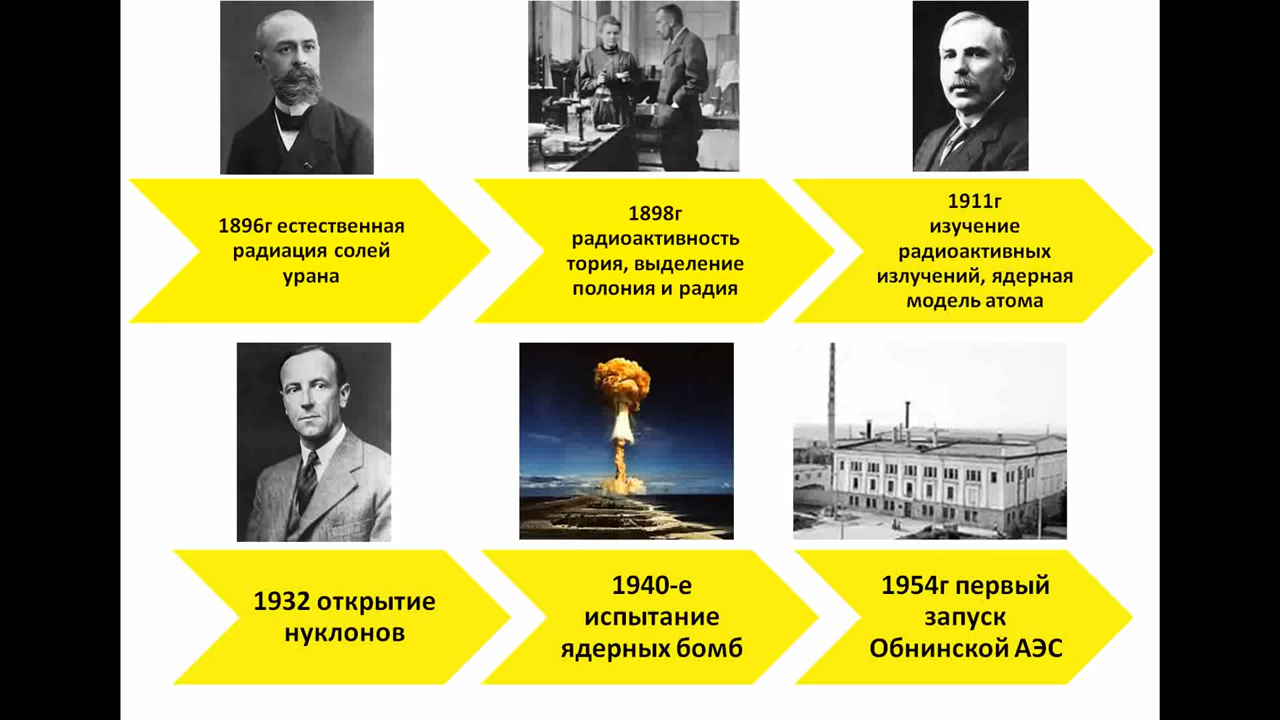 1896г естественная
радиация солей
урана
1898г
радиоактивность
тория, выделение
полония и радия
1911г
изучение
радиоактивных
излучений, ядерная
модель атома
1932 открытие
нуклонов
1940-е
испытание
ядерных бомб
1954г первый
запуск
Обнинской АЭС